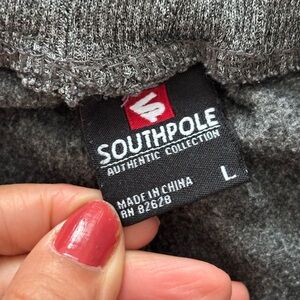 SOUTHPOLE
AUTHENTIC COLLECTION
MADE IN CHINA
RN 82628
L